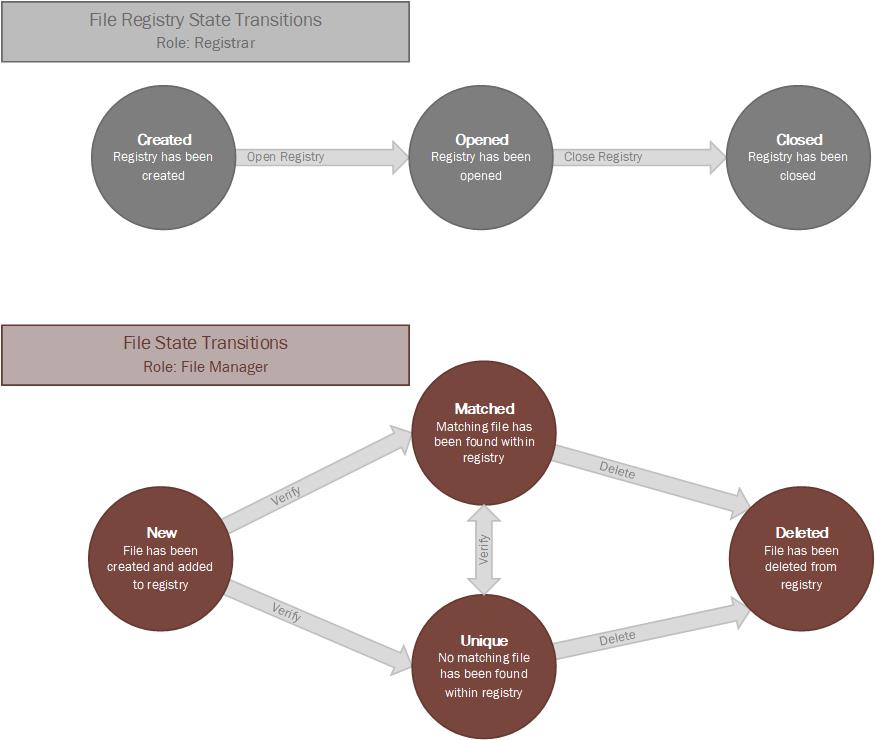 File Registry State Transitions
Role: Registrar
Created
Registry has been
created
Open Registry
Opened
Registry has been
opened
Close Registry
Closed
Registry has been
closed
File State Transitions
Role: File Manager
Matched
Matching file has
been found within
registry
Verify
Delete
New
File has been
created and added
to registry
Verify
Deleted
File has been
deleted from
registry
Verify
Unique
No matching file
has been found
within registry
Delete